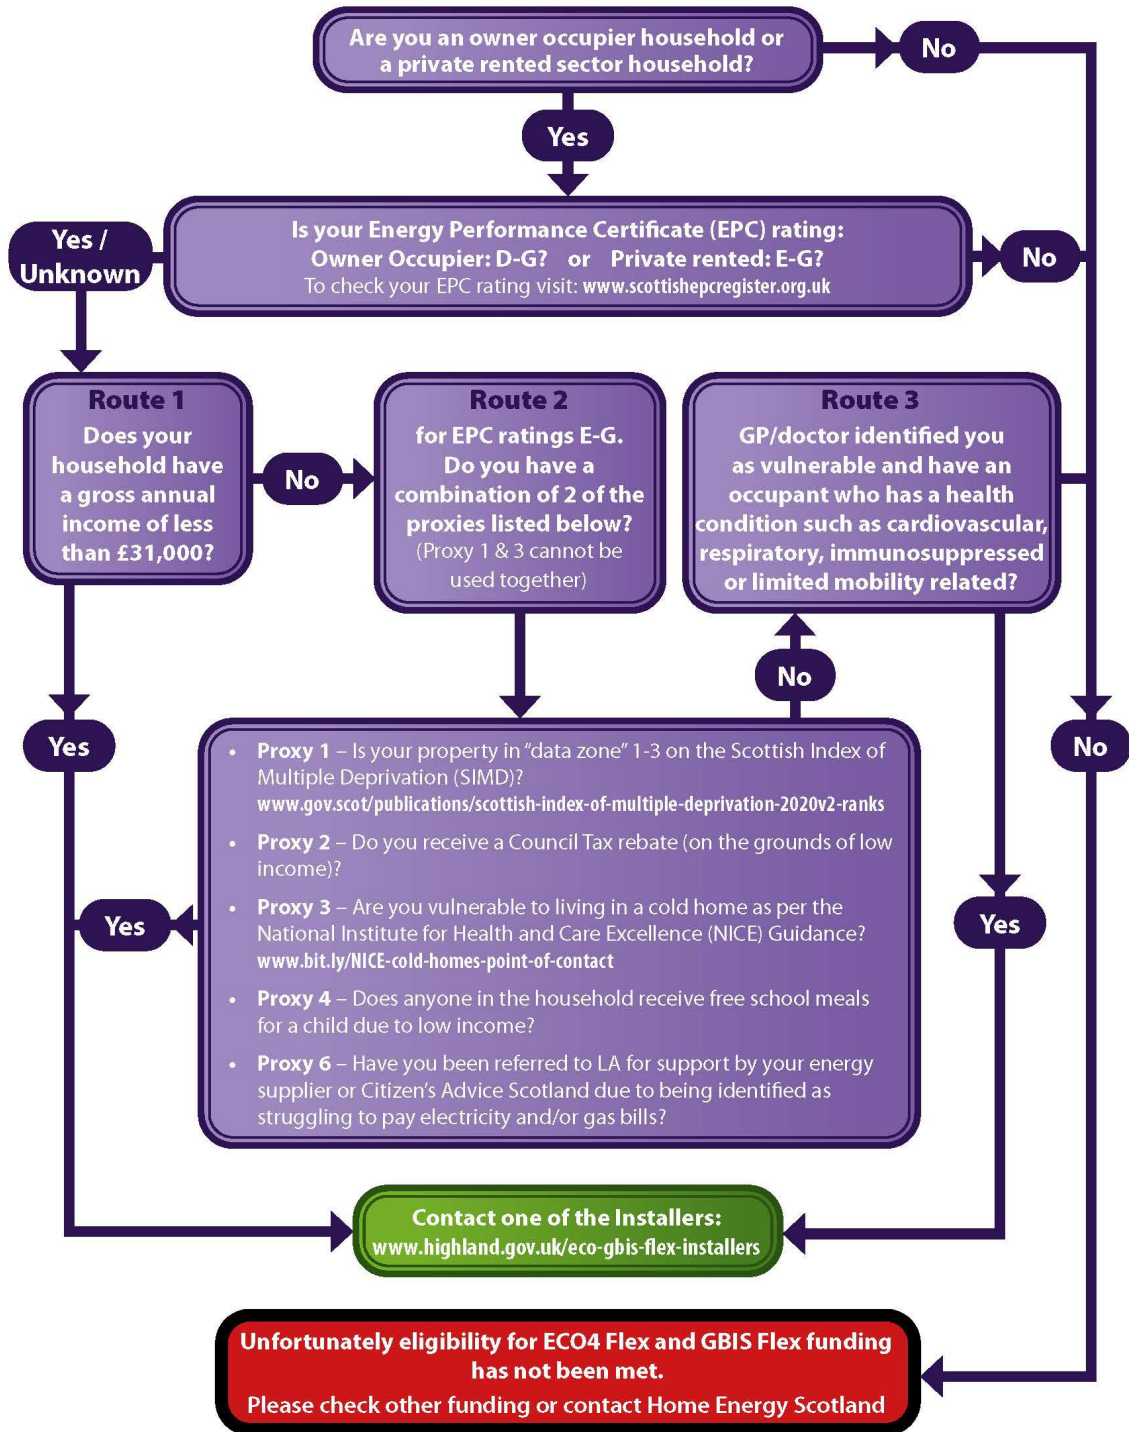 Are you an owner occupier household or
a private rented sector household?
No
Yes
Is your Energy Performance Certificate (EPC) rating:
Owner Occupier: D-G? or Private rented: E-G?
To check your EPC rating visit: www.scottishepcregister.org.uk
Yes /
Unknown
No
Route 1
Does your
household have
a gross annual
income of less
than £31,000?
No
Route 2
for EPC ratings E-G.
Do you have a
combination of 2 of the
proxies listed below?
(Proxy 1 & 3 cannot be
used together)
Route 3
GP/doctor identified you
as vulnerable and have an
occupant who has a health
condition such as cardiovascular,
respiratory, immunosuppressed
or limited mobility related?
No
Yes
No
• Proxy 1 – Is your property in "data zone" 1-3 on the Scottish Index of
Multiple Deprivation (SIMD)?
www.gov.scot/publications/scottish-index-of-multiple-deprivation-2020v2-ranks
• Proxy 2 – Do you receive a Council Tax rebate (on the grounds of low
income)?
• Proxy 3 – Are you vulnerable to living in a cold home as per the
National Institute for Health and Care Excellence (NICE) Guidance?
www.bit.ly/NICE-cold-homes-point-of-contact
• Proxy 4 – Does anyone in the household receive free school meals
for a child due to low income?
• Proxy 6 – Have you been referred to LA for support by your energy
supplier or Citizen's Advice Scotland due to being identified as
struggling to pay electricity and/or gas bills?
Yes
Yes
Contact one of the Installers:
www.highland.gov.uk/eco-gbis-flex-installers
Unfortunately eligibility for ECO4 Flex and GBIS Flex funding
has not been met.
Please check other funding or contact Home Energy Scotland